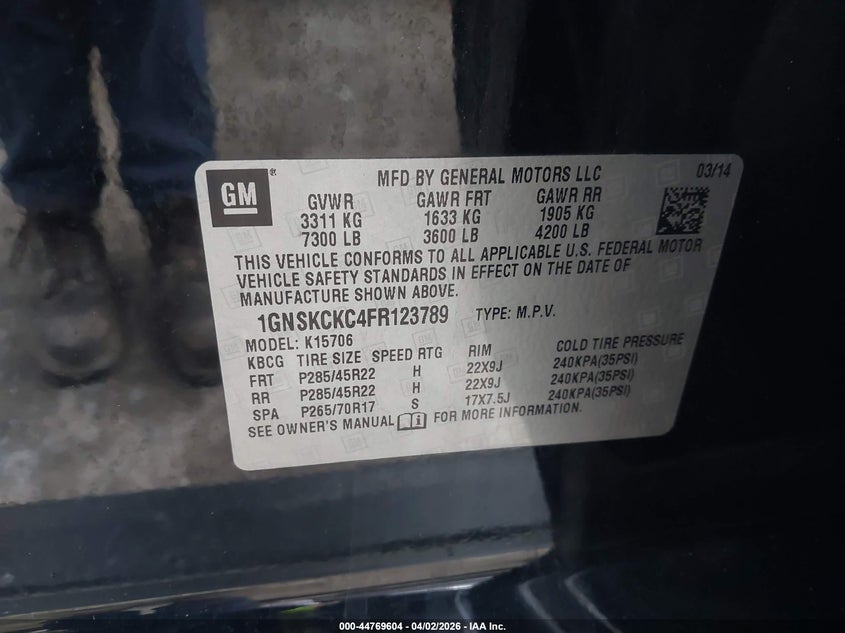 GM ®
MFD BY GENERAL MOTORS LLC 03/14
GVWR GAWR FRT GAWR RR
3311 KG 1633 KG 1905 KG
7300 LB 3600 LB 4200 LB
THIS VEHICLE CONFORMS TO ALL APPLICABLE U.S. FEDERAL MOTOR
VEHICLE SAFETY STANDARDS IN EFFECT ON THE DATE OF
MANUFACTURE SHOWN ABOVE.
1GNSKCKC4FR123789 TYPE: M.P.V.
MODEL: K15706
KBCG TIRE SIZE SPEED RTG RIM COLD TIRE PRESSURE
FRT P285/45R22 H 22X9J 240KPA(35PSI)
RR P285/45R22 H 22X9J 240KPA(35PSI)
SPA P265/70R17 S 17X7.5J 240KPA(35PSI)
SEE OWNER'S MANUAL FOR MORE INFORMATION.
000-44769604 | 04/02/2026 | IAA Inc.